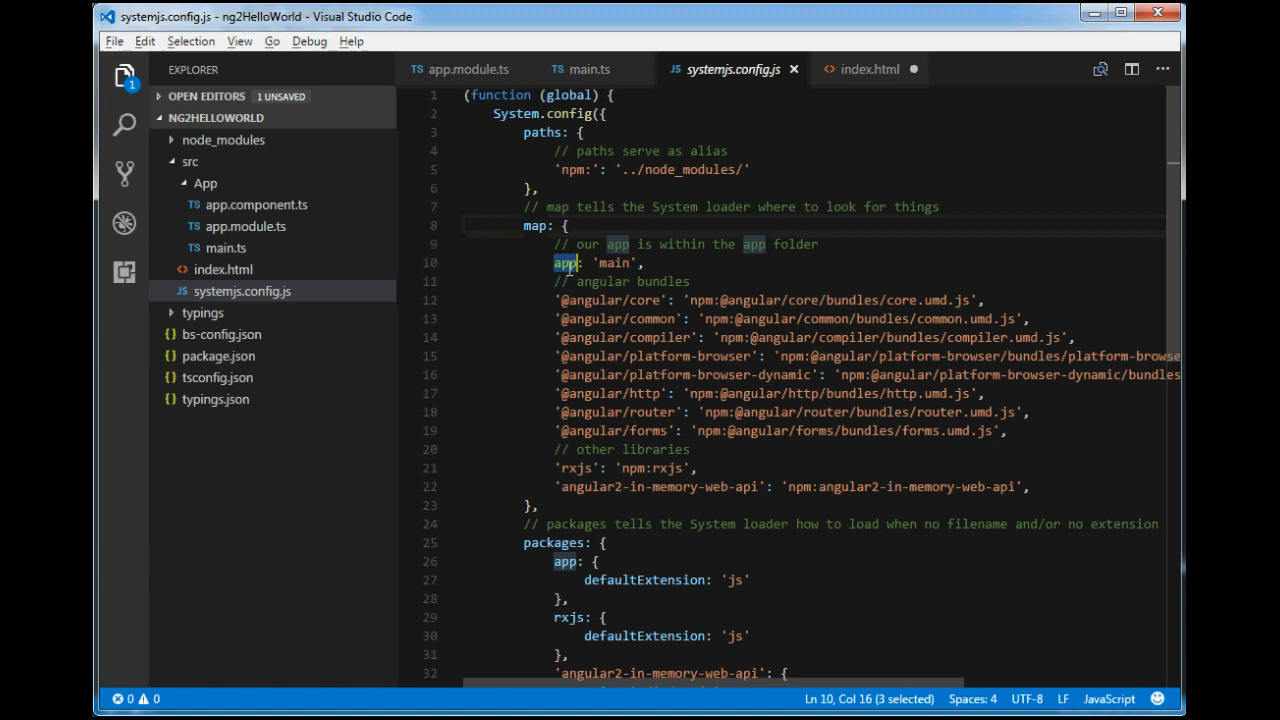 systemjs.config.js - ng2HelloWorld - Visual Studio Code
File Edit Selection View Go Debug Help
EXPLORER
OPEN EDITORS 1 UNSAVED
NG2HELLOWORLD
node_modules
src
App
TS app.component.ts
TS app.module.ts
TS main.ts
<> index.html
JS systemjs.config.js
typings
{} bs-config.json
{} package.json
{} tsconfig.json
{} typings.json
1
TS app.module.ts TS main.ts JS systemjs.config.js <> index.html
1 (function (global) {
2 System.config({
3 paths: {
4 // paths serve as alias
5 'npm:': '../node_modules/'
6 },
7 // map tells the System loader where to look for things
8 map: {
9 // our app is within the app folder
10 app: 'main',
11 // angular bundles
12 '@angular/core': 'npm:@angular/core/bundles/core.umd.js',
13 '@angular/common': 'npm:@angular/common/bundles/common.umd.js',
14 '@angular/compiler': 'npm:@angular/compiler/bundles/compiler.umd.js',
15 '@angular/platform-browser': 'npm:@angular/platform-browser/bundles/platform-browse
16 '@angular/platform-browser-dynamic': 'npm:@angular/platform-browser-dynamic/bundles
17 '@angular/http': 'npm:@angular/http/bundles/http.umd.js',
18 '@angular/router': 'npm:@angular/router/bundles/router.umd.js',
19 '@angular/forms': 'npm:@angular/forms/bundles/forms.umd.js',
20 // other libraries
21 'rxjs': 'npm:rxjs',
22 'angular2-in-memory-web-api': 'npm:angular2-in-memory-web-api',
23 },
24 // packages tells the System loader how to load when no filename and/or no extension
25 packages: {
26 app: {
27 defaultExtension: 'js'
28 },
29 rxjs: {
30 defaultExtension: 'js'
31 },
32 'angular2-in-memory-web-api': {
0 0 Ln 10, Col 16 (3 selected) Spaces: 4 UTF-8 LF JavaScript